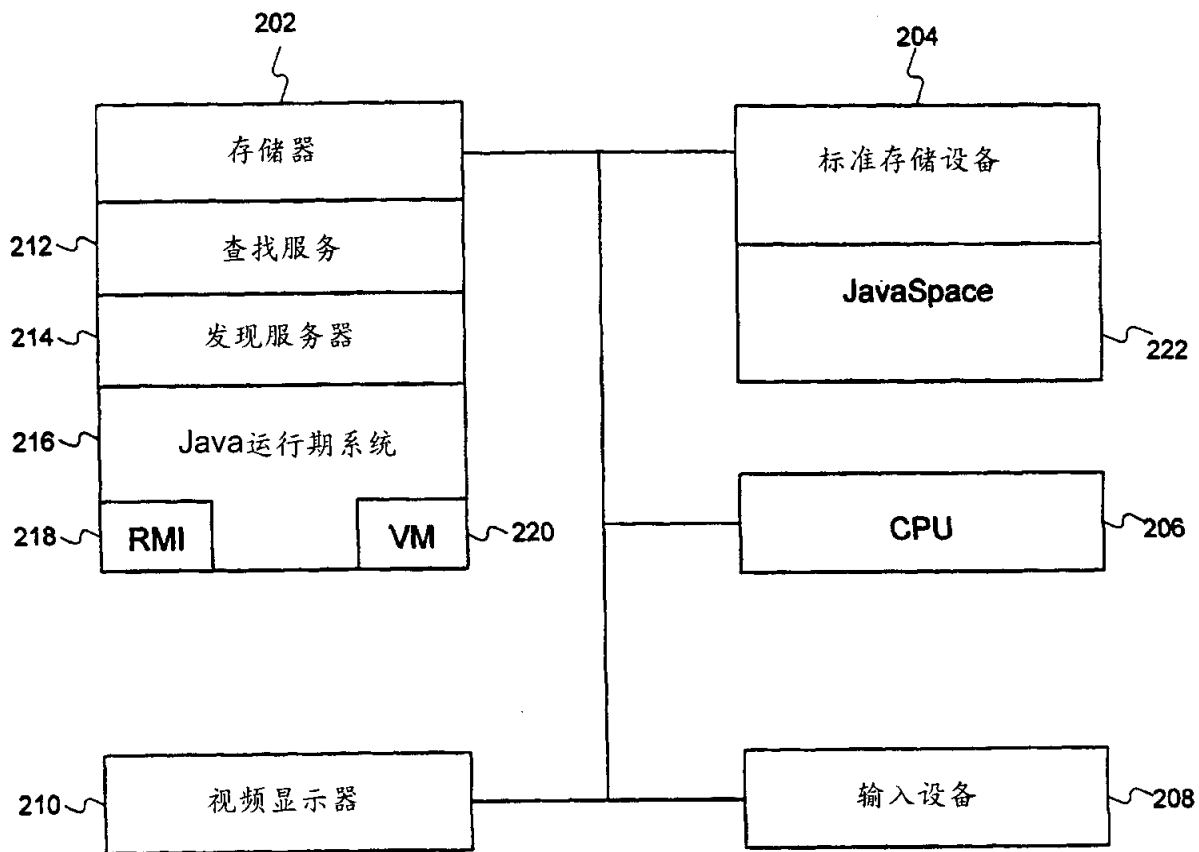 202
204
存储器
标准存储设备
212
查找服务
JavaSpace
214
发现服务器
222
216
Java运行期系统
218
RMI
VM
220
CPU
206
210
视频显示器
输入设备
208